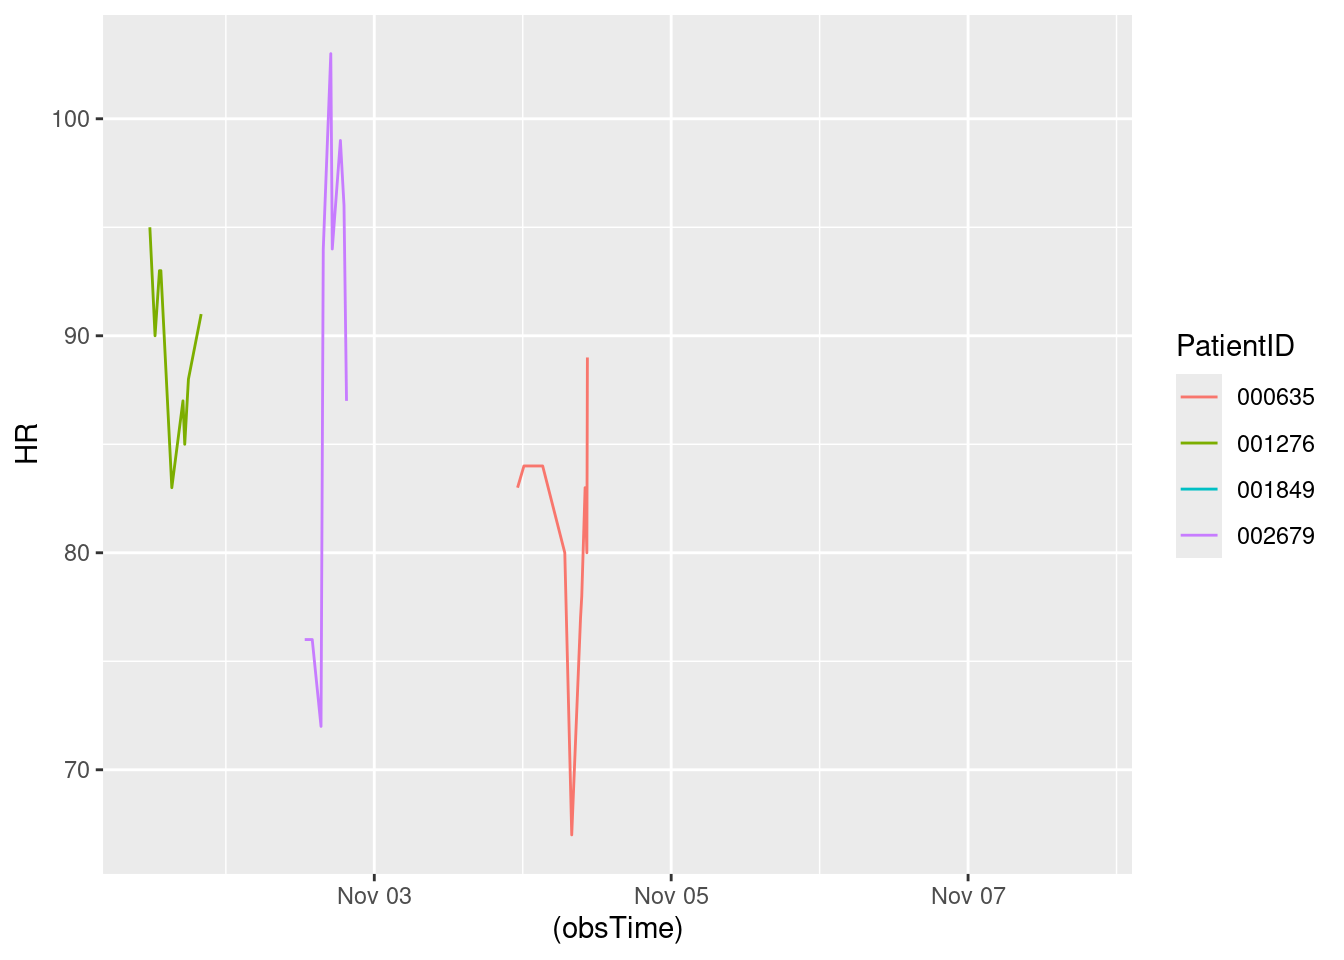 100
90
80
70
HR
Nov 03
Nov 05
Nov 07
(obsTime)
PatientID
000635
001276
001849
002679